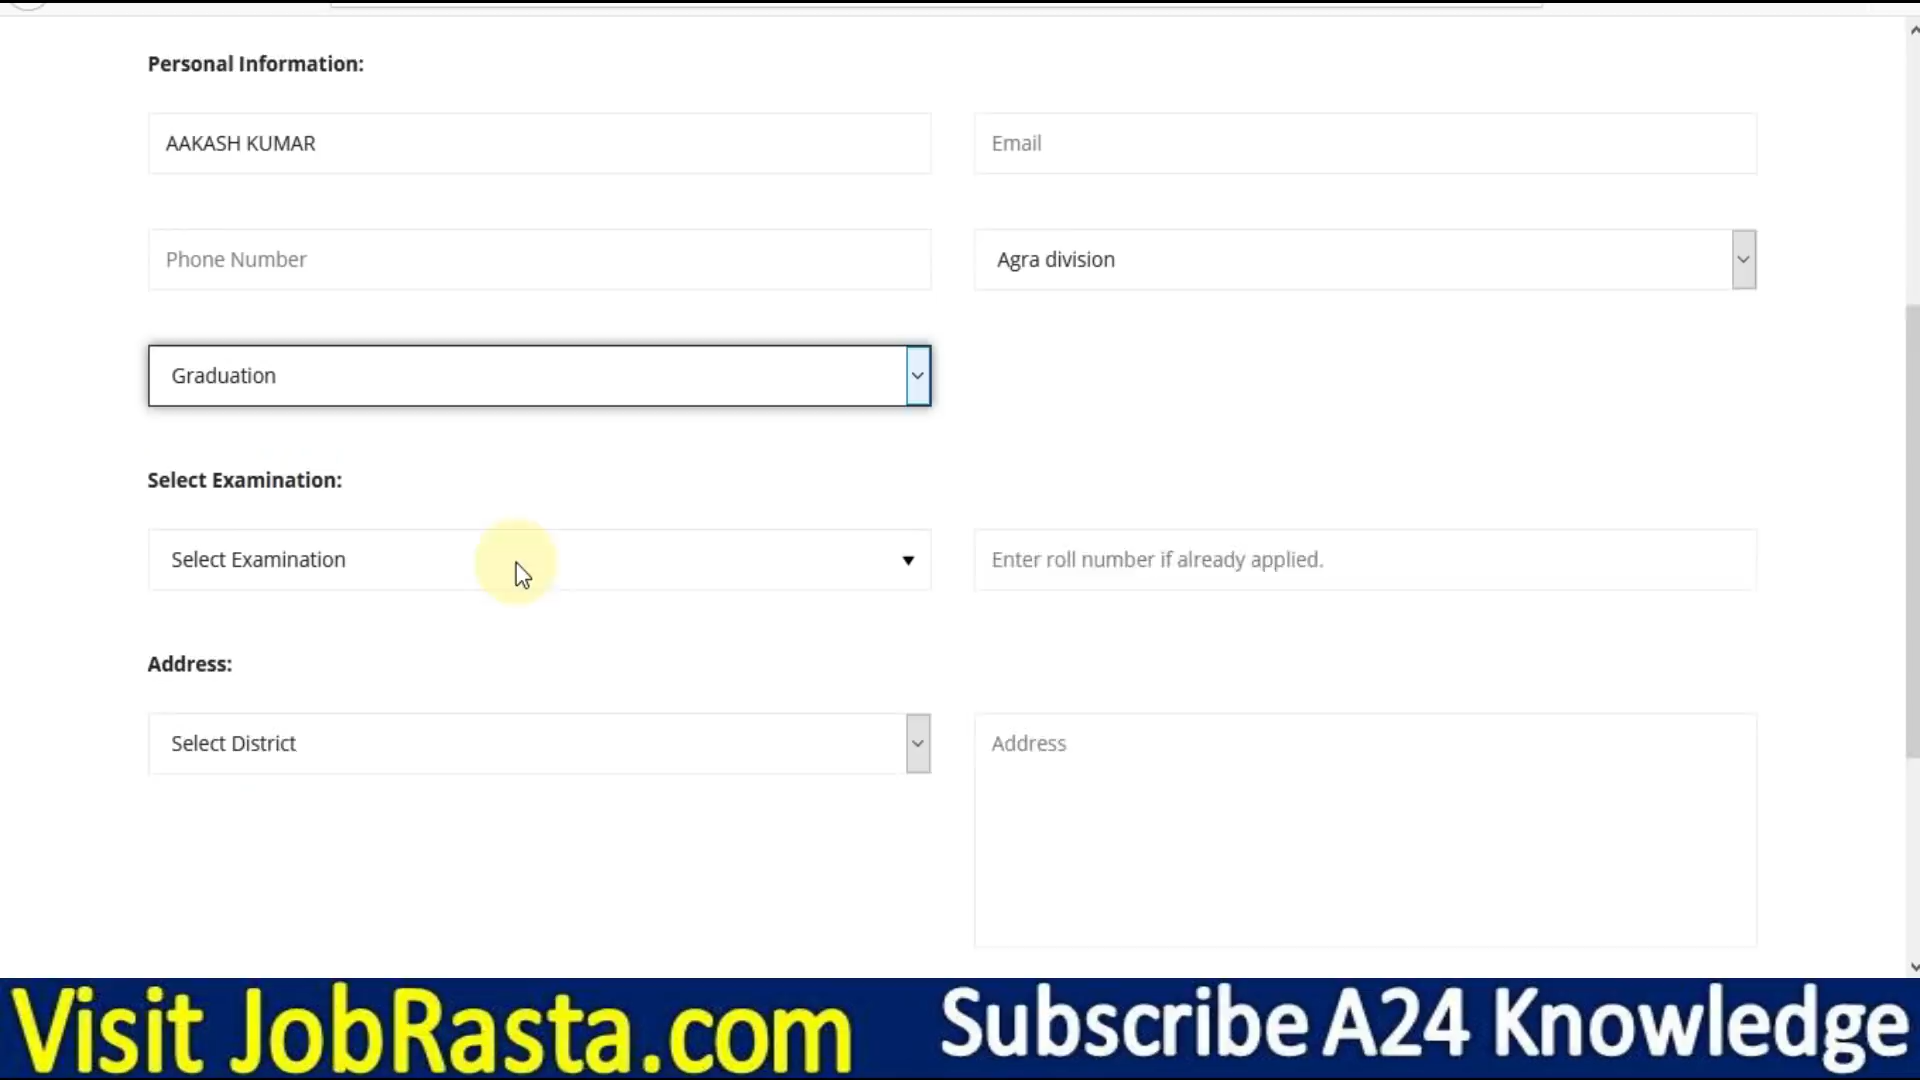 Personal Information:
AAKASH KUMAR
Email
Phone Number
Agra division
Graduation
Select Examination:
Select Examination
Enter roll number if already applied.
Address:
Select District
Address
Visit JobRasta.com
Subscribe A24 Knowledge